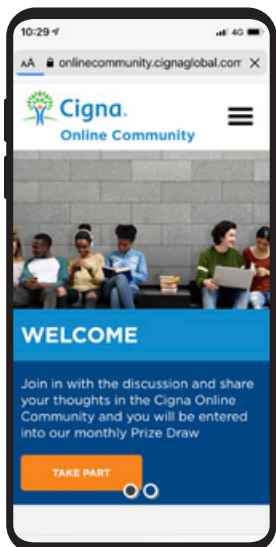 10:29
4G
AA onlinecommunity.cignaglobal.com
Cigna.
Online Community
WELCOME
Join in with the discussion and share
your thoughts in the Cigna Online
Community and you will be entered
into our monthly Prize Draw
TAKE PART